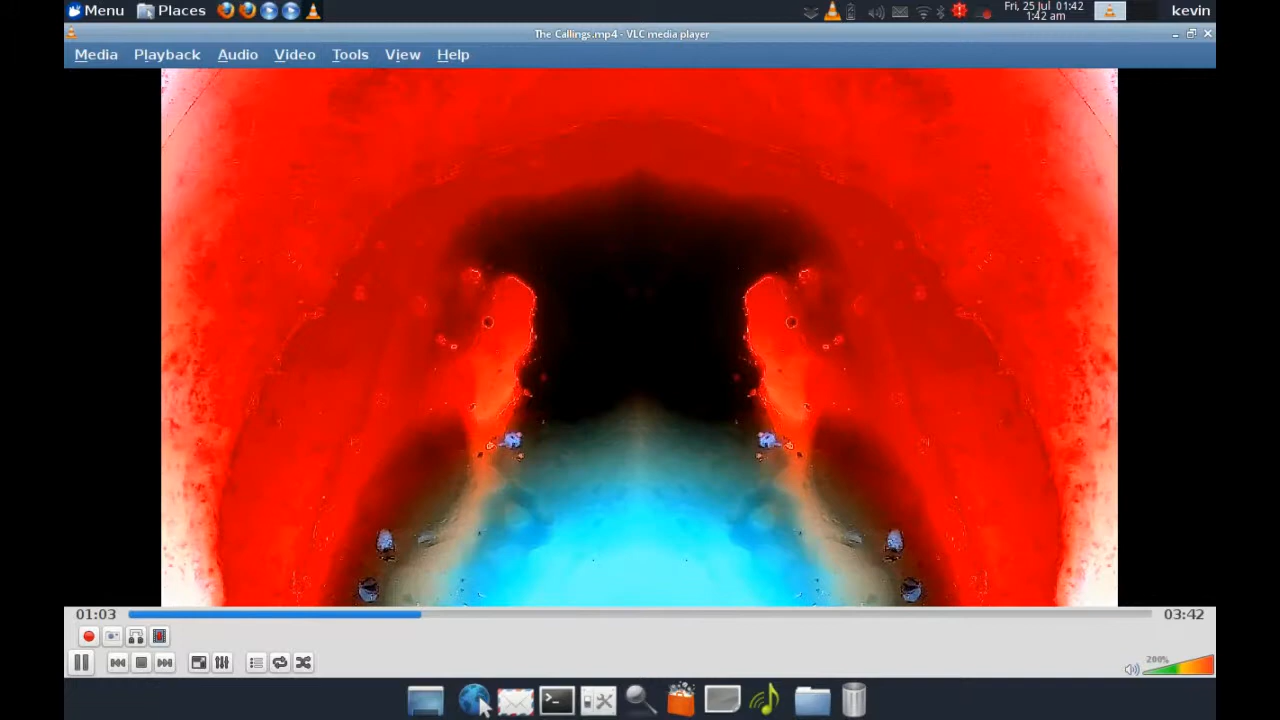 Menu Places
Fri, 25 Jul 01:42
1:42 am
kevin
The Callings.mp4 - VLC media player
Media Playback Audio Video Tools View Help
01:03
03:42
200%